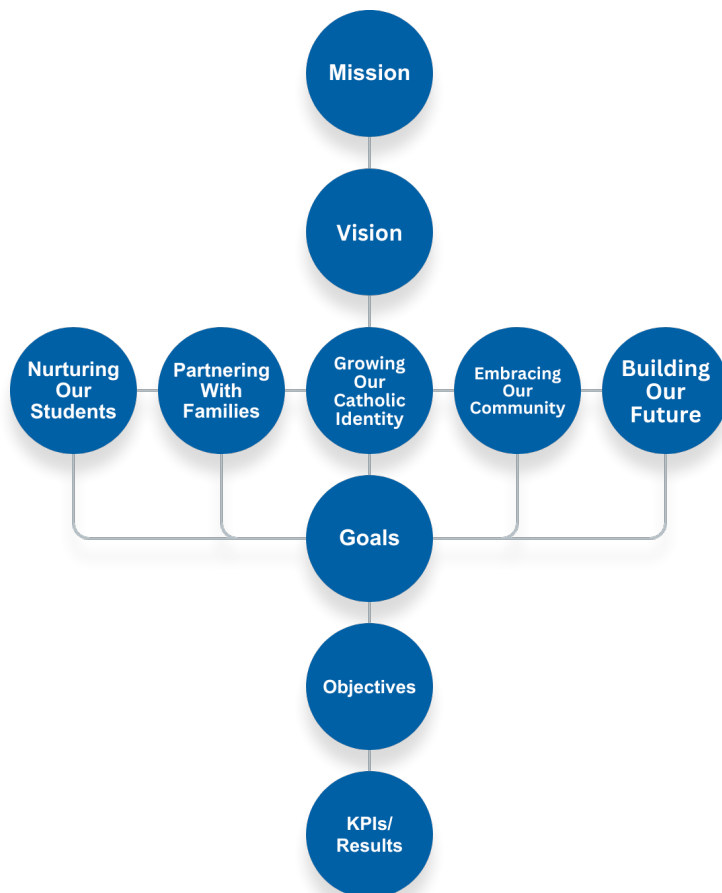 Mission
Vision
Nurturing
Our
Students
Partnering
With
Families
Growing
Our
Catholic
Identity
Embracing
Our
Community
Building
Our
Future
Goals
Objectives
KPIs/
Results